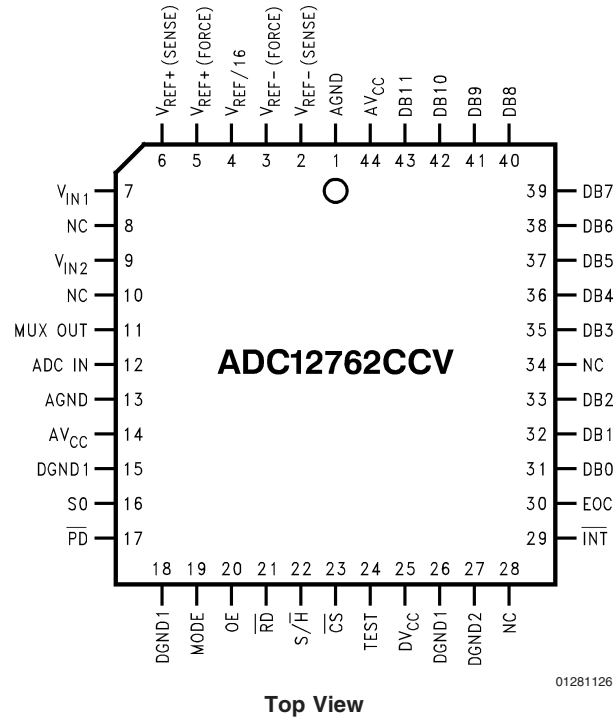 V_REF+ (SENSE)
V_REF+ (FORCE)
V_REF/16
V_REF- (FORCE)
V_REF- (SENSE)
AGND
AV_CC
DB11
DB10
DB9
DB8
6 5 4 3 2 1 44 43 42 41 40
V_IN1 7 39 DB7
NC 8 38 DB6
V_IN2 9 37 DB5
NC 10 36 DB4
MUX OUT 11 35 DB3
ADC IN 12 ADC12762CCV 34 NC
AGND 13 33 DB2
AV_CC 14 32 DB1
DGND1 15 31 DB0
S0 16 30 EOC
P̅D̅ 17 29 I̅N̅T̅
18 19 20 21 22 23 24 25 26 27 28
DGND1
MODE
OE
R̅D̅
S/H̅
C̅S̅
TEST
DV_CC
DGND1
DGND2
NC
01281126
Top View